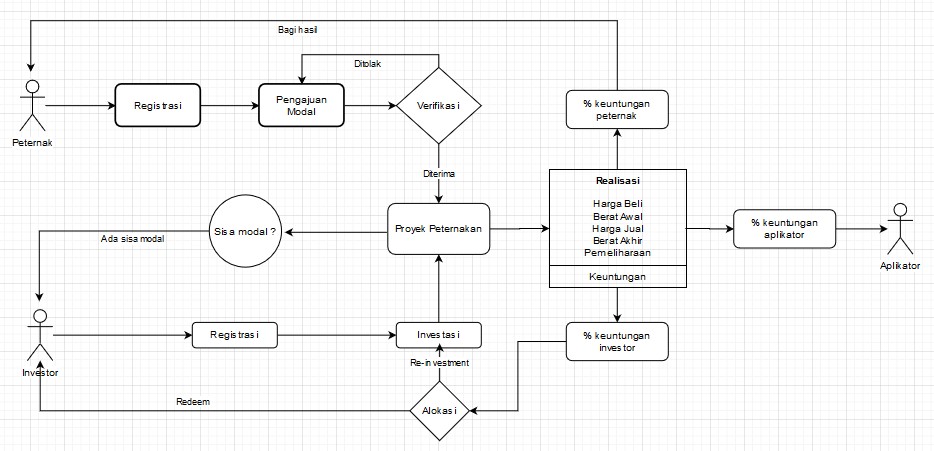 Bagi hasil
Ditolak
Peternak
Registrasi
Pengajuan
Modal
Verifikasi
% keuntungan
peternak
Diterima
Realisasi
Harga Beli
Berat Awal
Harga Jual
Berat Akhir
Pemeliharaan
Keuntungan
Sisa modal ?
Proyek Peternakan
% keuntungan
aplikator
Aplikator
Ada sisa modal
Investor
Registrasi
Investasi
% keuntungan
investor
Re-investment
Redeem
Alokasi